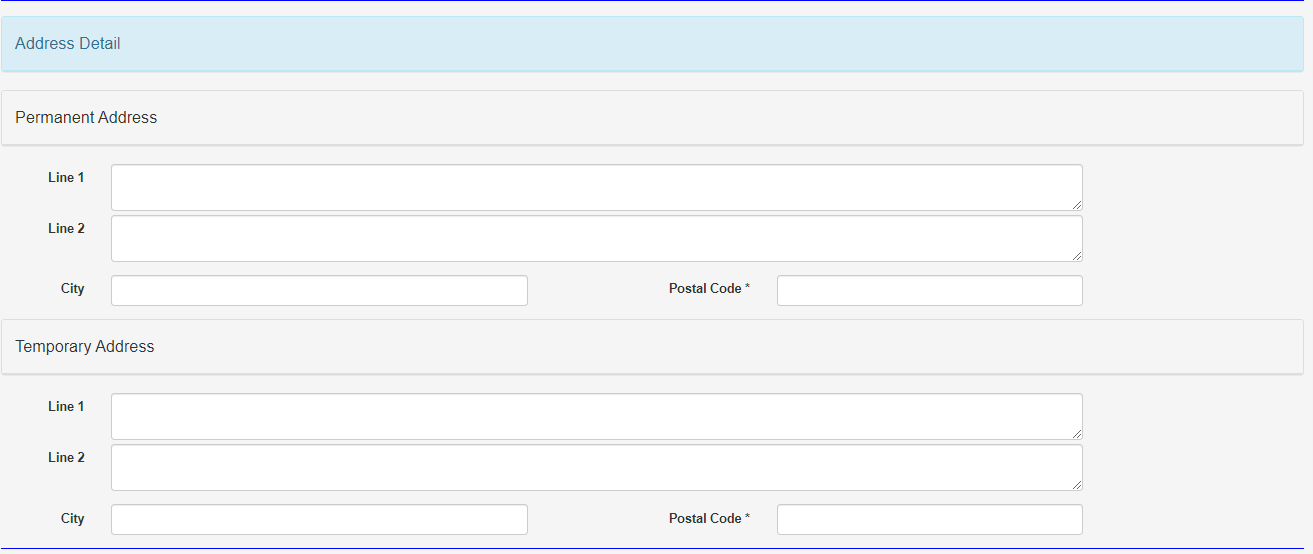 Address Detail
Permanent Address
Line 1
Line 2
City Postal Code *
Temporary Address
Line 1
Line 2
City Postal Code *